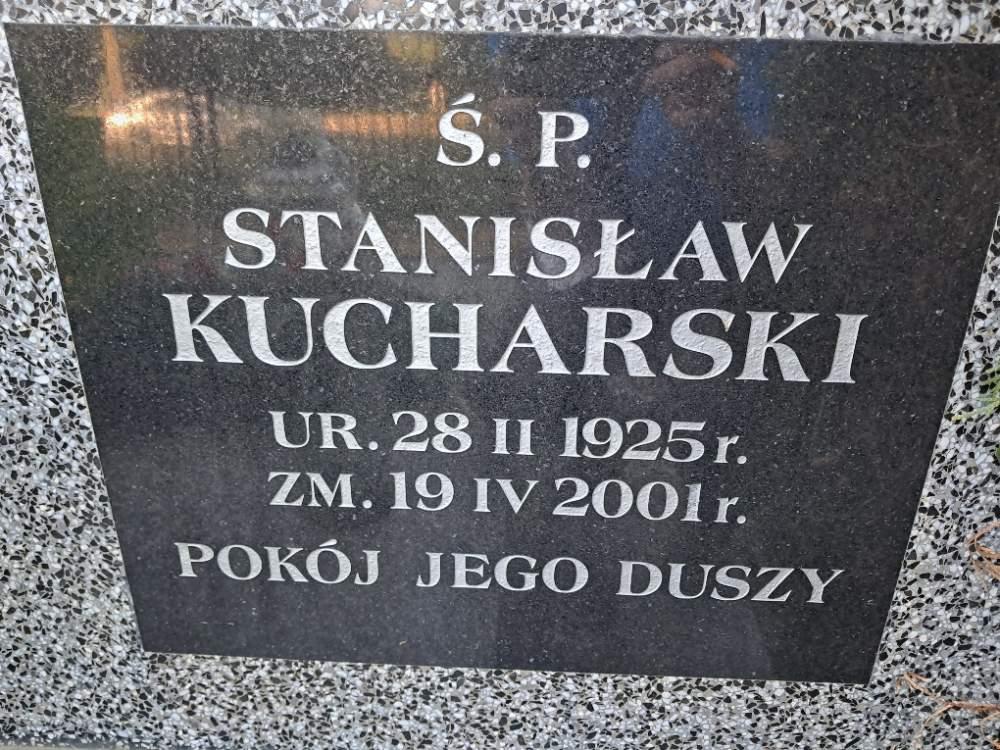 Ś. P.
STANISŁAW
KUCHARSKI
UR. 28 II 1925 r.
ZM. 19 IV 2001 r.
POKÓJ JEGO DUSZY